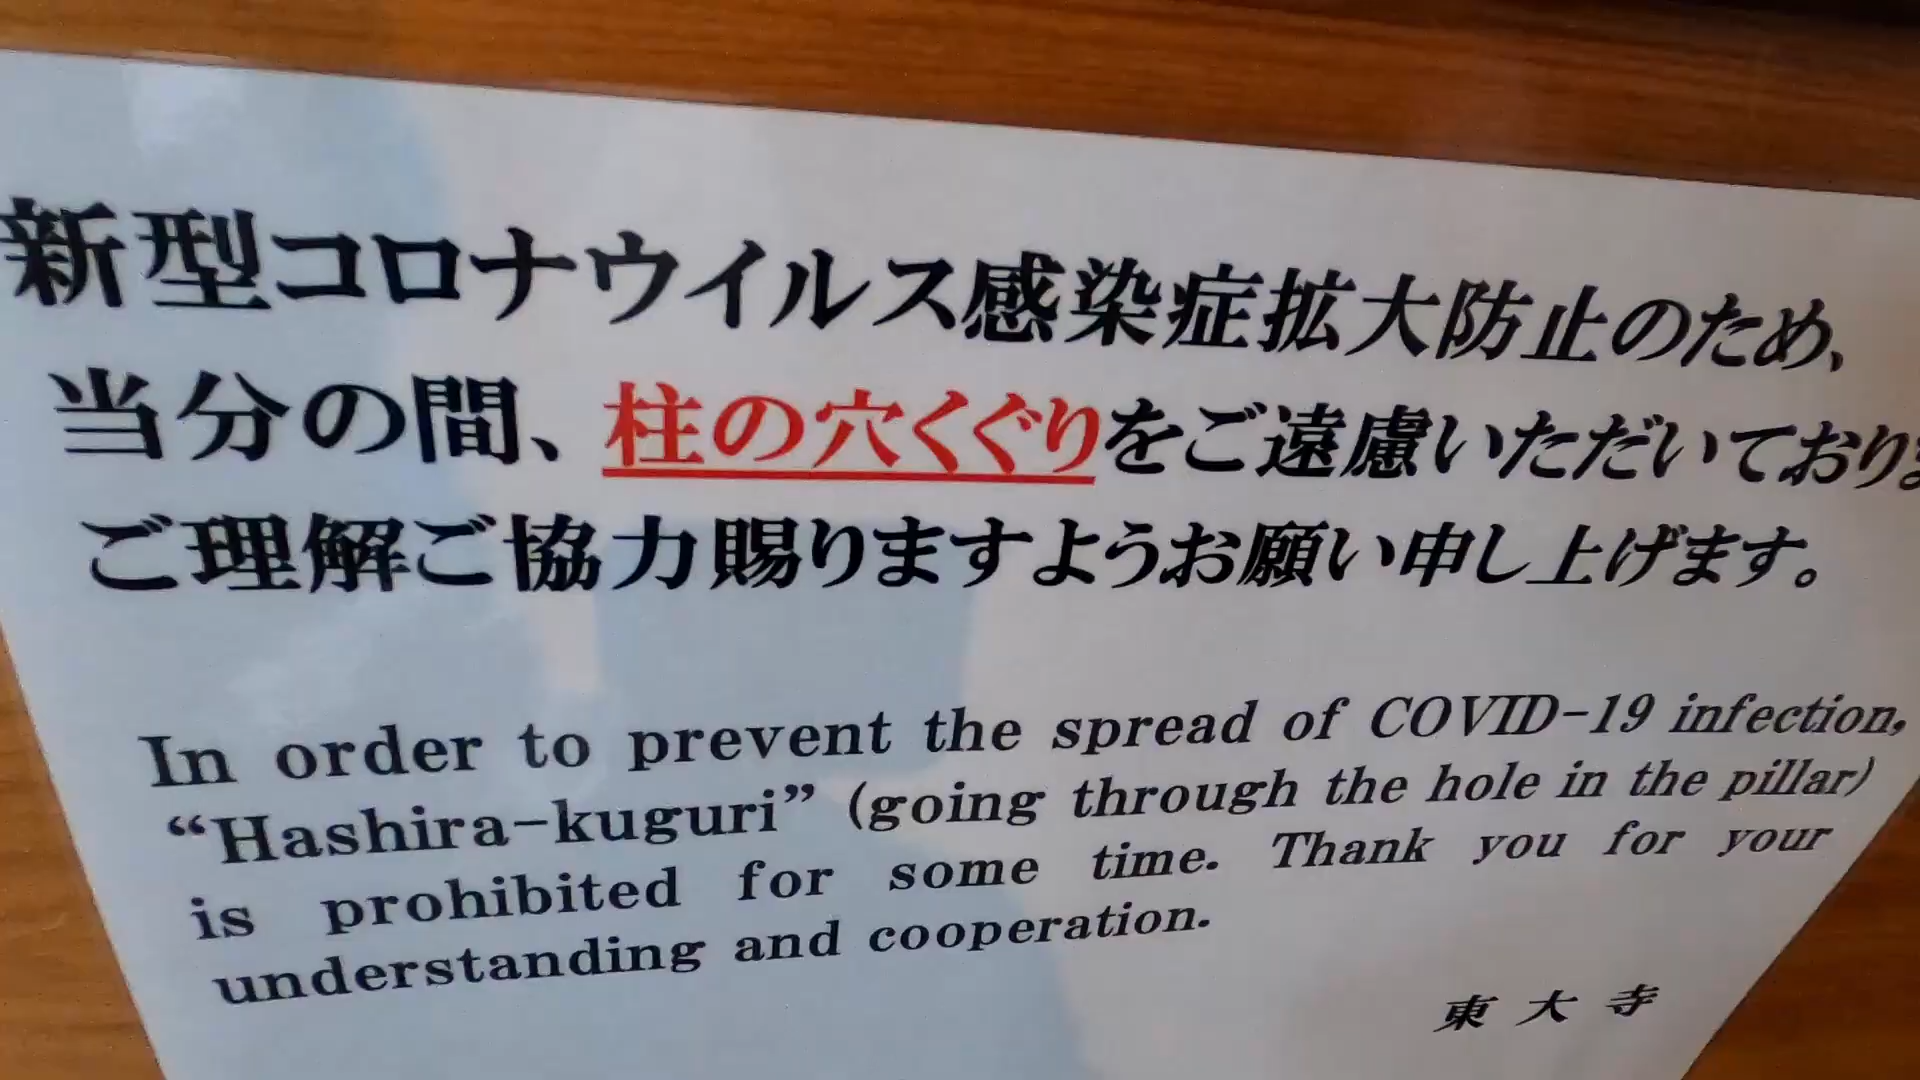 新型コロナウイルス感染症拡大防止のため、
当分の間、柱の穴くぐりをご遠慮いただいておりま
ご理解ご協力賜りますようお願い申し上げます。
In order to prevent the spread of COVID-19 infection,
“Hashira-kuguri” (going through the hole in the pillar)
is prohibited for some time. Thank you for your
understanding and cooperation.
東大寺